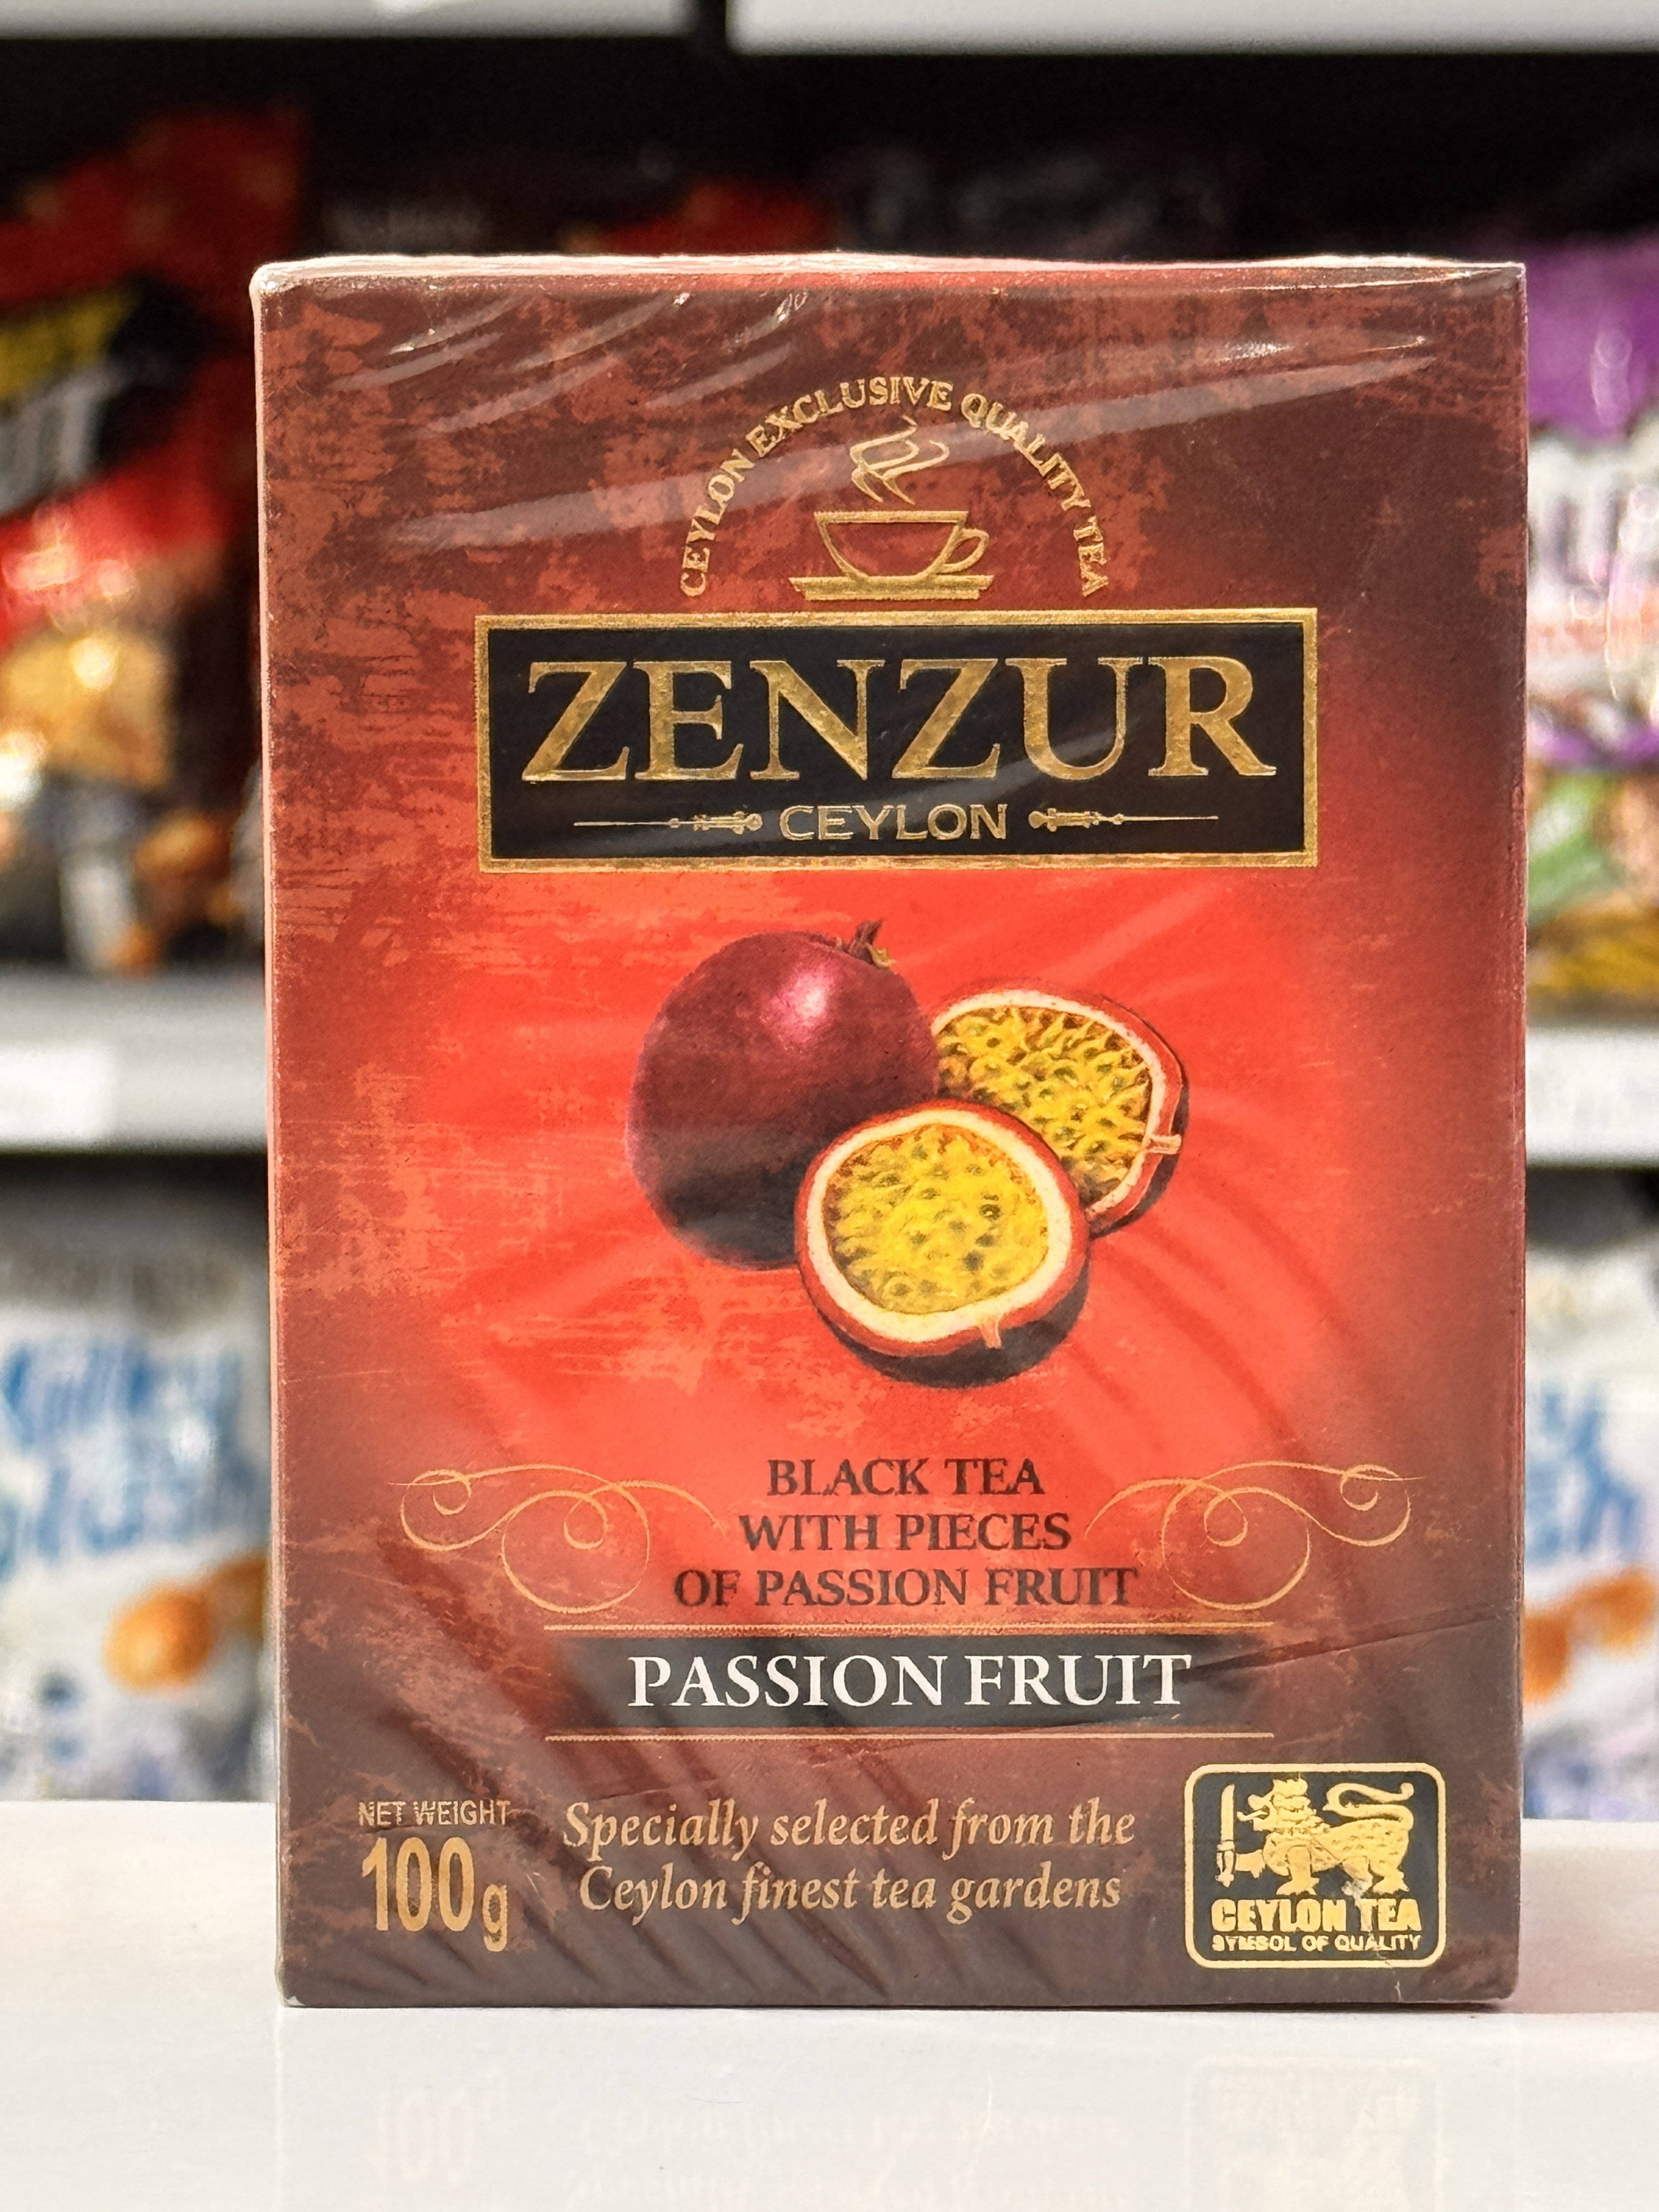 CEYLON EXCLUSIVE QUALITY TEA
ZENZUR
CEYLON
BLACK TEA
WITH PIECES
OF PASSION FRUIT
PASSION FRUIT
NET WEIGHT
100g
Specially selected from the
Ceylon finest tea gardens
CEYLON TEA
SYMBOL OF QUALITY